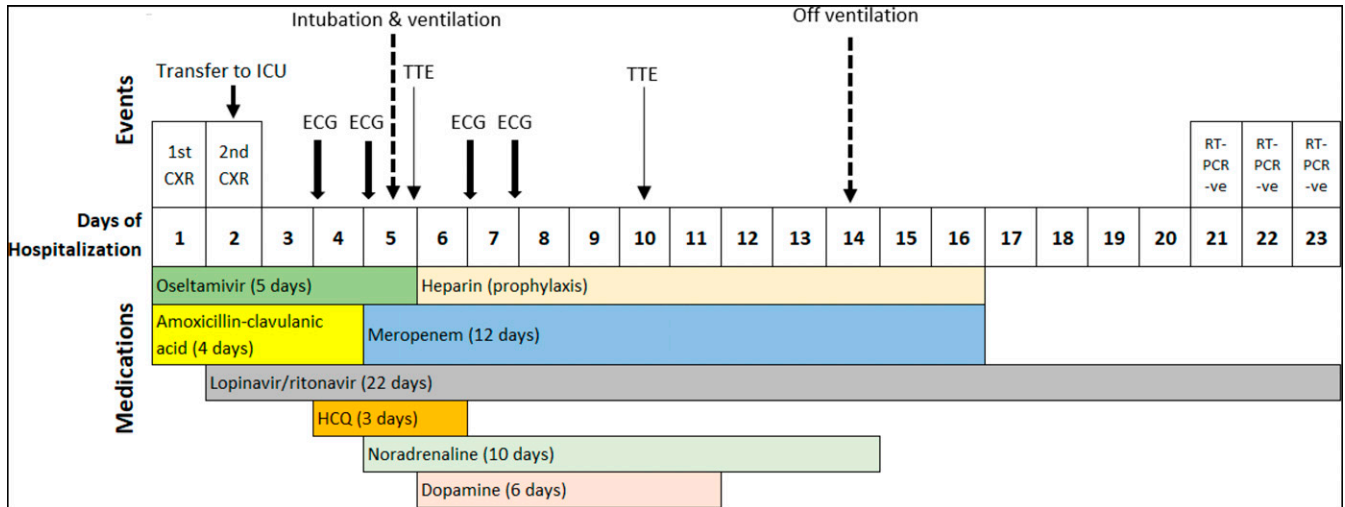 Intubation & ventilation
Off ventilation
Transfer to ICU
TTE
TTE
Events
ECG ECG
ECG ECG
1st
CXR
2nd
CXR
RT-
PCR
-ve
RT-
PCR
-ve
RT-
PCR
-ve
Days of
Hospitalization
1 2 3 4 5 6 7 8 9 10 11 12 13 14 15 16 17 18 19 20 21 22 23
Medications
Oseltamivir (5 days)
Heparin (prophylaxis)
Amoxicillin-clavulanic
acid (4 days)
Meropenem (12 days)
Lopinavir/ritonavir (22 days)
HCQ (3 days)
Noradrenaline (10 days)
Dopamine (6 days)